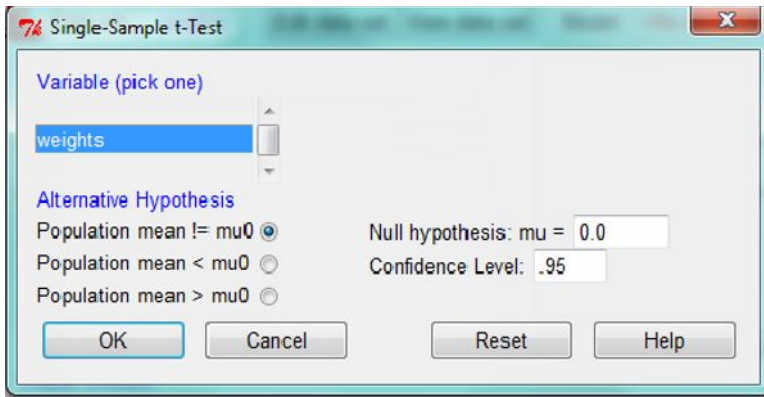 Single-Sample t-Test
Variable (pick one)
weights
Alternative Hypothesis
Population mean != mu0
Population mean < mu0
Population mean > mu0
Null hypothesis: mu = 0.0
Confidence Level: .95
OK Cancel Reset Help